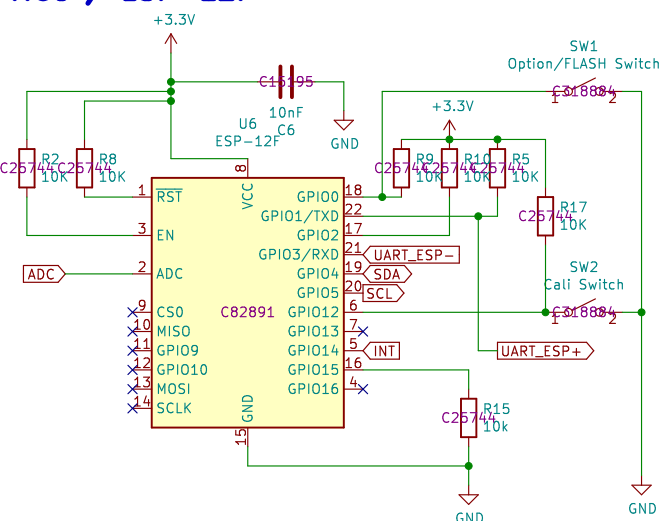 +3.3V
SW1
Option/FLASH Switch
C15195
C318884
1 2
10nF
C6
+3.3V
U6
ESP-12F
GND
R2
C25744
10K
R8
C25744
10K
R9
C25744
10K
R10
C25744
10K
R5
C25744
10K
8
VCC
1 RST
GPIO0 18
GPIO1/TXD 22
R17
C25744
10K
3 EN
GPIO2 17
GPIO3/RXD 21
UART_ESP-
ADC
2 ADC
GPIO4 19
SDA
SW2
Cali Switch
GPIO5 20
SCL
9 CS0
C82891
GPIO12 6
C318884
1 2
10 MISO
GPIO13 7
11 GPIO9
GPIO14 5
INT
UART_ESP+
12 GPIO10
GPIO15 16
13 MOSI
GPIO16 4
14 SCLK
GND
15
R15
C25744
10k
GND
GND